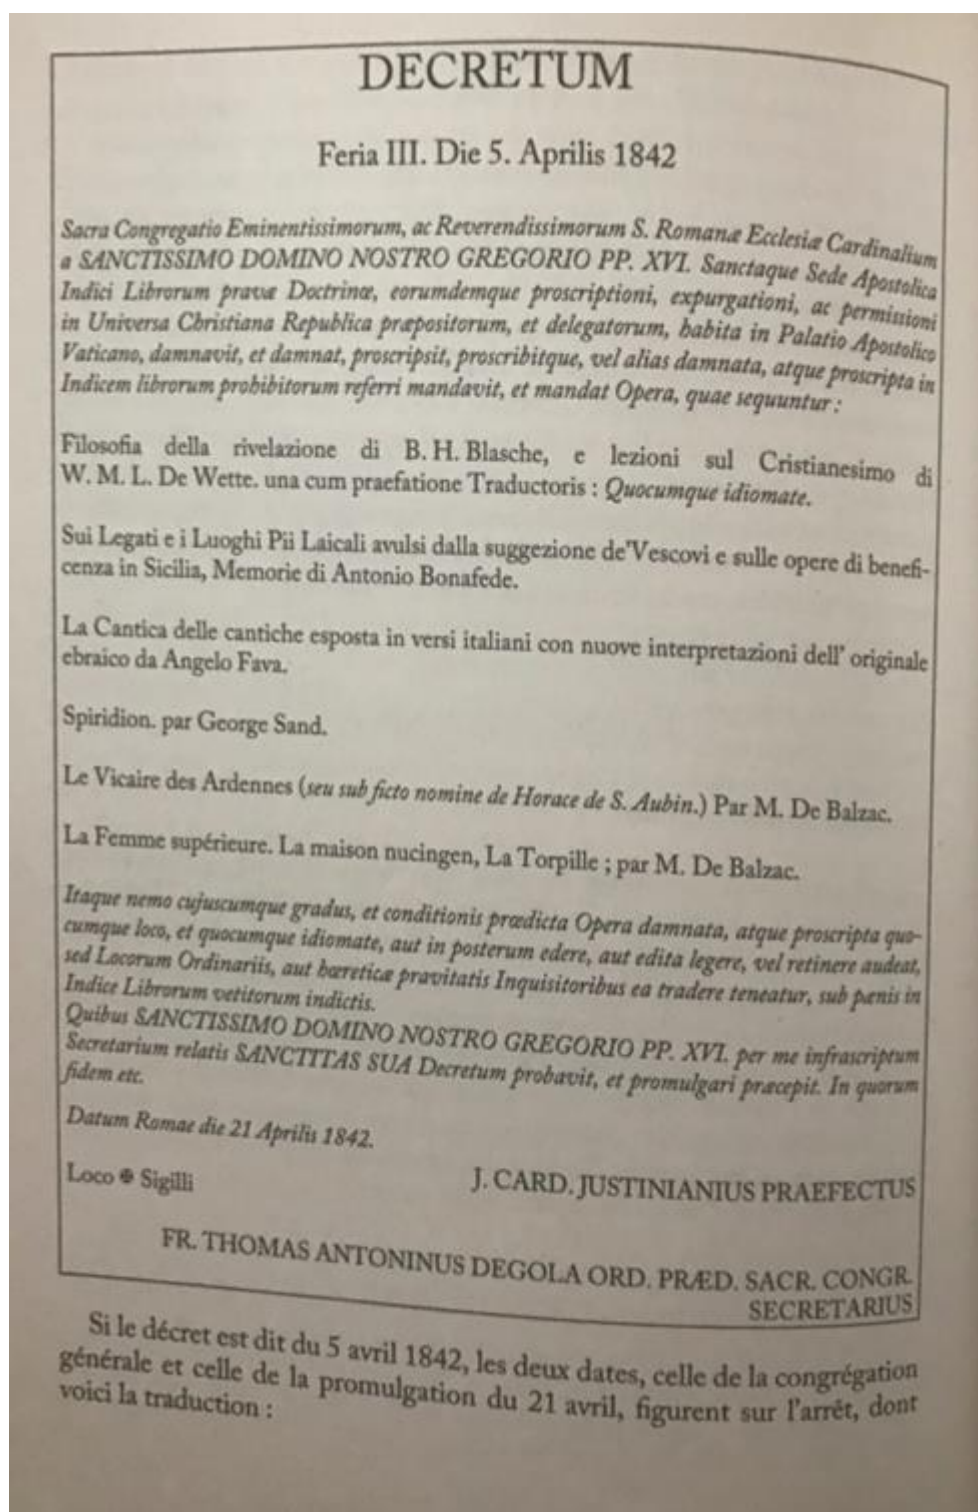 DECRETUM
Feria III. Die 5. Aprilis 1842
Sacra Congregatio Eminentissimorum, ac Reverendissimorum S. Romanæ Ecclesiæ Cardinalium
a SANCTISSIMO DOMINO NOSTRO GREGORIO PP. XVI. Sanctaque Sede Apostolica
Indici Librorum pravæ Doctrinæ, eorumdemque proscriptioni, expurgationi, ac permissioni
in Universa Christiana Republica præpositorum, et delegatorum, habita in Palatio Apostolico
Vaticano, damnavit, et damnat, proscripsit, proscribitque, vel alias damnata, atque proscripta in
Indicem librorum probibitorum referri mandavit, et mandat Opera, quae sequuntur :
Filosofia della rivelazione di B. H. Blasche, e lezioni sul Cristianesimo di
W. M. L. De Wette. una cum praefatione Traductoris : Quocumque idiomate.
Sui Legati e i Luoghi Pii Laicali avulsi dalla suggezione de'Vescovi e sulle opere di benefi-
cenza in Sicilia, Memorie di Antonio Bonafede.
La Cantica delle cantiche esposta in versi italiani con nuove interpretazioni dell' originale
ebraico da Angelo Fava.
Spiridion. par George Sand.
Le Vicaire des Ardennes (seu sub ficto nomine de Horace de S. Aubin.) Par M. De Balzac.
La Femme supérieure. La maison nucingen, La Torpille ; par M. De Balzac.
Itaque nemo cujuscumque gradus, et conditionis prædicta Opera damnata, atque proscripta quo-
cumque loco, et quocumque idiomate, aut in posterum edere, aut edita legere, vel retinere audeat,
sed Locorum Ordinariis, aut hæreticæ pravitatis Inquisitoribus ea tradere teneatur, sub pænis in
Indice Librorum vetitorum indictis.
Quibus SANCTISSIMO DOMINO NOSTRO GREGORIO PP. XVI. per me infrascriptum
Secretarium relatis SANCTITAS SUA Decretum probavit, et promulgari præcepit. In quorum
fidem etc.
Datum Romae die 21 Aprilis 1842.
Loco ✠ Sigilli
J. CARD. JUSTINIANIUS PRAEFECTUS
FR. THOMAS ANTONINUS DEGOLA ORD. PRÆD. SACR. CONGR.
SECRETARIUS
Si le décret est dit du 5 avril 1842, les deux dates, celle de la congrégation
générale et celle de la promulgation du 21 avril, figurent sur l'arrêt, dont
voici la traduction :